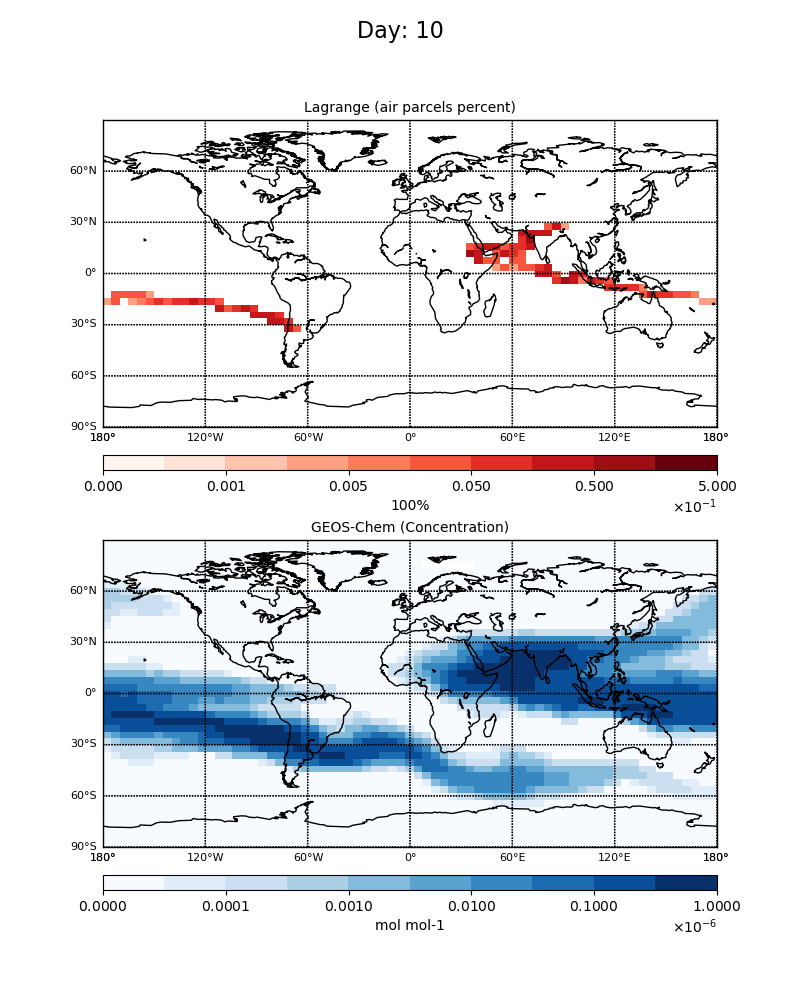 Day: 10
Lagrange (air parcels percent)
60°N
30°N
0°
30°S
60°S
90°S
180° 120°W 60°W 0° 60°E 120°E 180°
0.000 0.001 0.005 0.050 0.500 5.000
100% ×10⁻¹
GEOS-Chem (Concentration)
60°N
30°N
0°
30°S
60°S
90°S
180° 120°W 60°W 0° 60°E 120°E 180°
0.0000 0.0001 0.0010 0.0100 0.1000 1.0000
mol mol-1 ×10⁻⁶